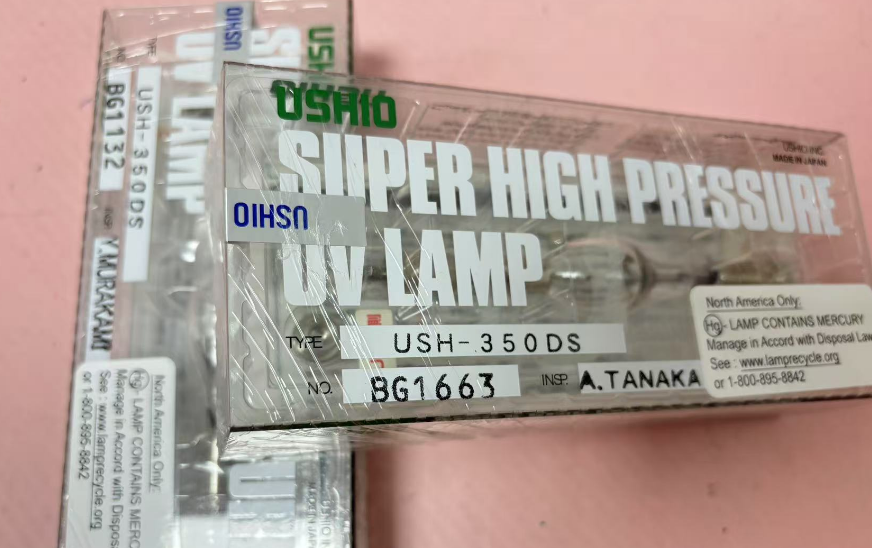 USHIO
SUPER HIGH PRESSURE
UV LAMP
USHIO INC.
MADE IN JAPAN
USHIO
TYPE USH-350DS
NO. BG1663 INSP. A.TANAKA
North America Only:
Hg - LAMP CONTAINS MERCURY
Manage in Accord with Disposal Law
See : www.lamprecycle.org
or 1-800-895-8842
USHIO
UV LAMP
TYPE USH-350DS
BG1132 INSP. Y.MURAKAMI
North America Only:
Hg LAMP CONTAINS MERC
Manage in Accord with Dispos
See : www.lamprecycle.org
or 1-800-895-8842